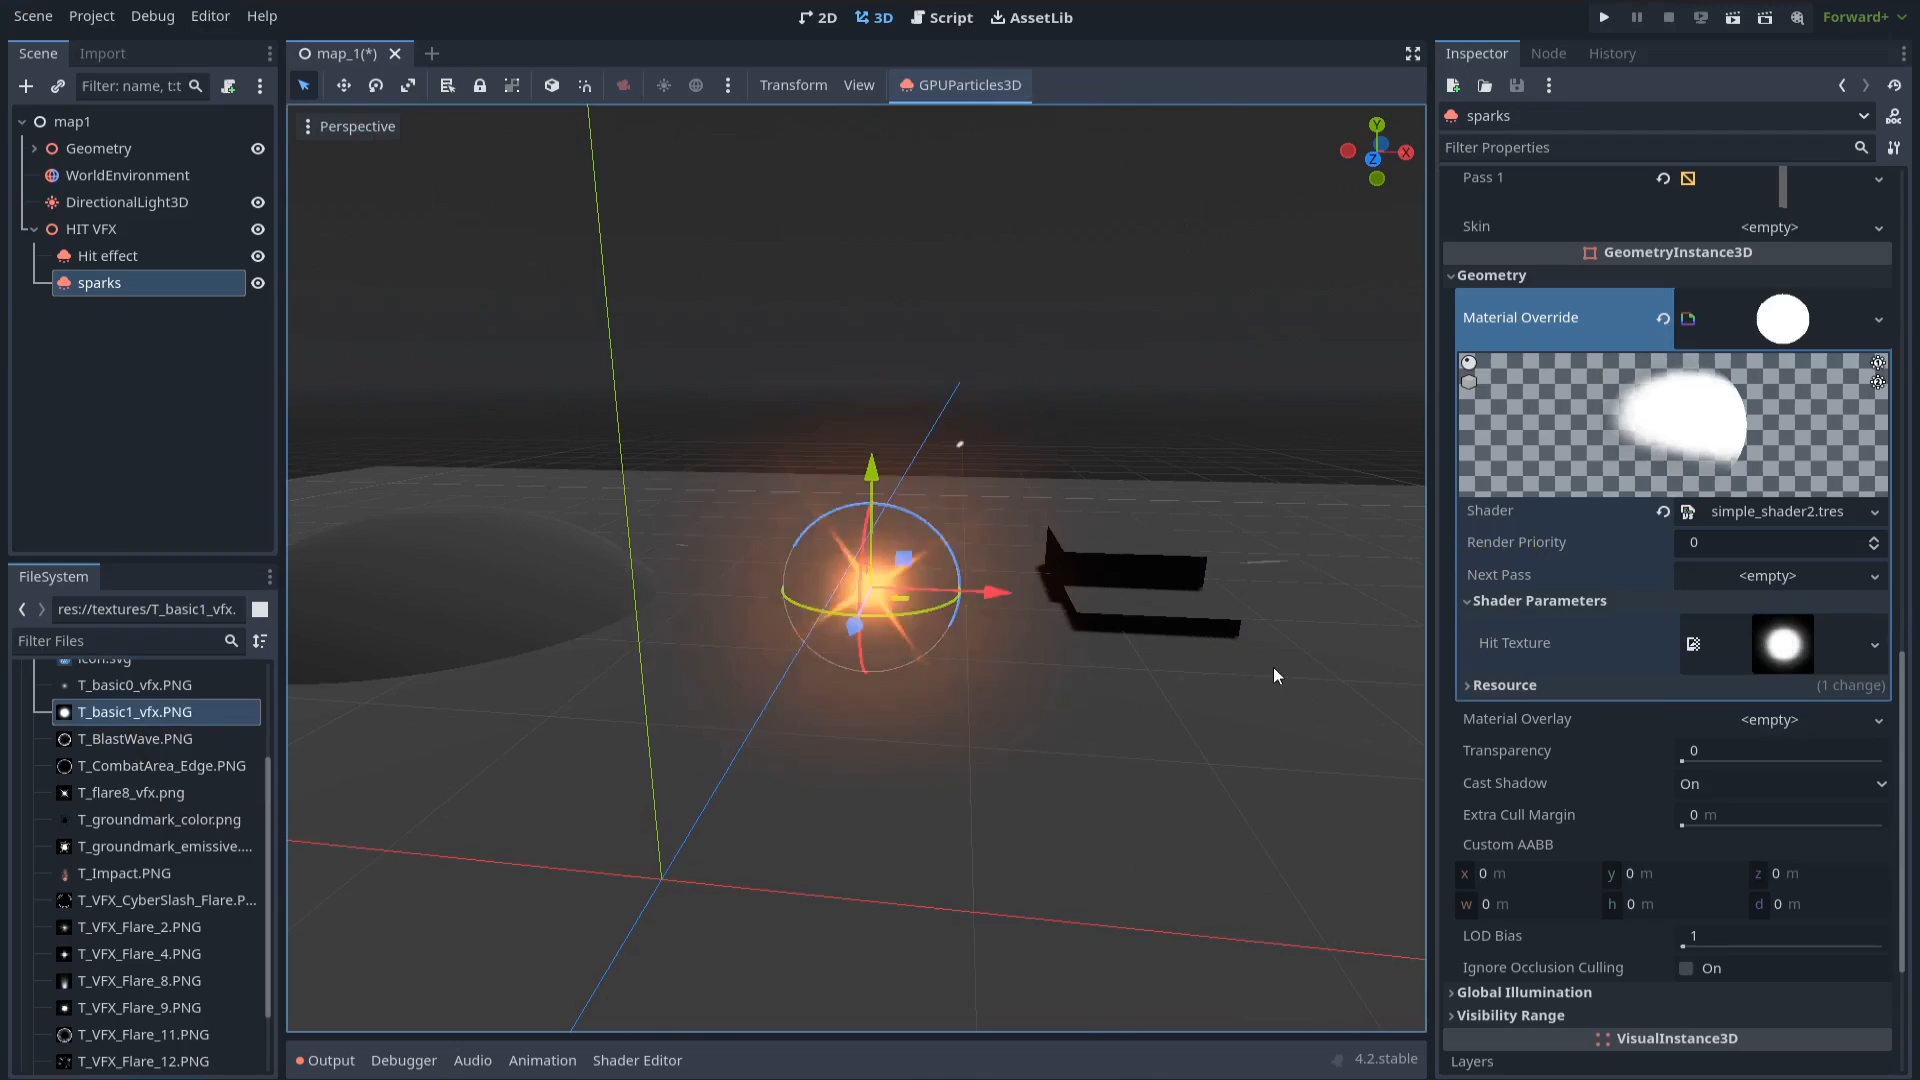 Scene Project Debug Editor Help
2D 3D Script AssetLib
Forward+
Scene Import
Filter: name, t:t
map1
Geometry
WorldEnvironment
DirectionalLight3D
HIT VFX
Hit effect
sparks
FileSystem
res://textures/T_basic1_vfx.
Filter Files
icon.svg
T_basic0_vfx.PNG
T_basic1_vfx.PNG
T_BlastWave.PNG
T_CombatArea_Edge.PNG
T_flare8_vfx.png
T_groundmark_color.png
T_groundmark_emissive....
T_Impact.PNG
T_VFX_CyberSlash_Flare.P...
T_VFX_Flare_2.PNG
T_VFX_Flare_4.PNG
T_VFX_Flare_8.PNG
T_VFX_Flare_9.PNG
T_VFX_Flare_11.PNG
T_VFX_Flare_12.PNG
map_1(*)
Transform View GPUParticles3D
Perspective
Y
X
Z
Output Debugger Audio Animation Shader Editor
4.2.stable
Inspector Node History
sparks
Filter Properties
Pass 1
Skin <empty>
GeometryInstance3D
Geometry
Material Override
Shader simple_shader2.tres
Render Priority 0
Next Pass <empty>
Shader Parameters
Hit Texture
Resource (1 change)
Material Overlay <empty>
Transparency 0
Cast Shadow On
Extra Cull Margin 0 m
Custom AABB
x 0 m y 0 m z 0 m
w 0 m h 0 m d 0 m
LOD Bias 1
Ignore Occlusion Culling On
Global Illumination
Visibility Range
VisualInstance3D
Layers